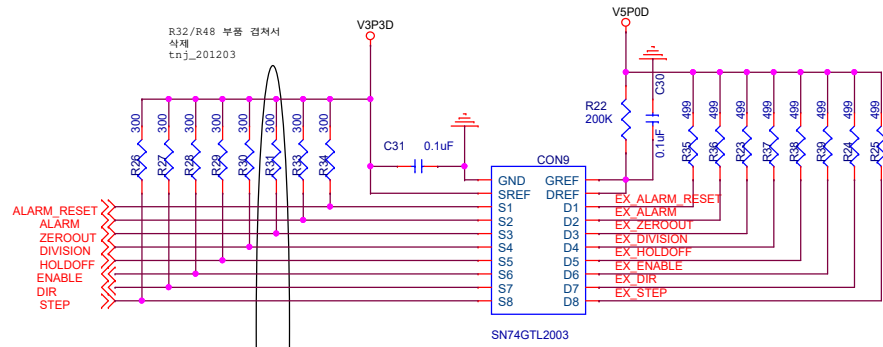 R32/R48 부품 겹쳐서
삭제
tnj_201203
V3P3D
V5P0D
300
300
300
300
300
300
300
300
R26
R27
R28
R29
R30
R31
R33
R34
C31
0.1uF
R22
200K
C30
0.1uF
499
499
499
499
499
499
499
499
R35
R36
R23
R37
R38
R39
R24
R25
CON9
GND
GREF
SREF
DREF
ALARM_RESET
S1
D1
EX_ALARM_RESET
ALARM
S2
D2
EX_ALARM
ZEROOUT
S3
D3
EX_ZEROOUT
DIVISION
S4
D4
EX_DIVISION
HOLDOFF
S5
D5
EX_HOLDOFF
ENABLE
S6
D6
EX_ENABLE
DIR
S7
D7
EX_DIR
STEP
S8
D8
EX_STEP
SN74GTL2003